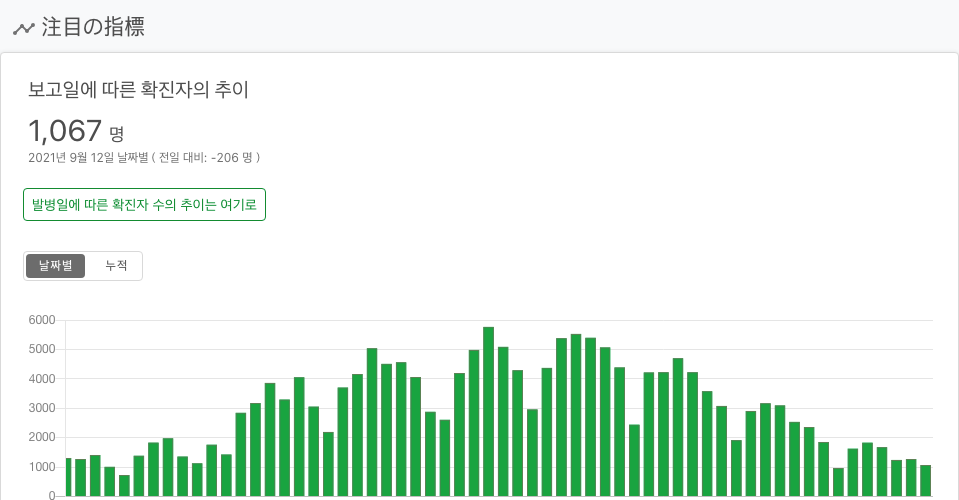 注目の指標
보고일에 따른 확진자의 추이
1,067 명
2021년 9월 12일 날짜별 ( 전일 대비: -206 명 )
발병일에 따른 확진자 수의 추이는 여기로
날짜별 누적
6000
5000
4000
3000
2000
1000
0